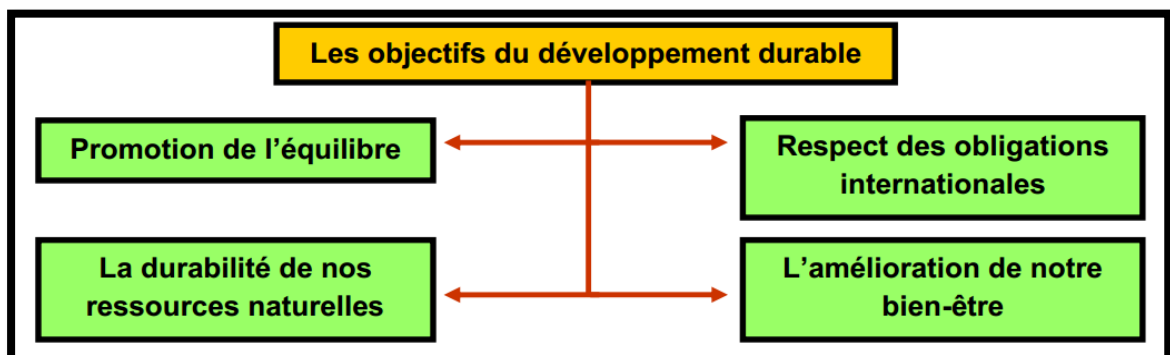 Les objectifs du développement durable
Promotion de l’équilibre
Respect des obligations
internationales
La durabilité de nos
ressources naturelles
L’amélioration de notre
bien-être